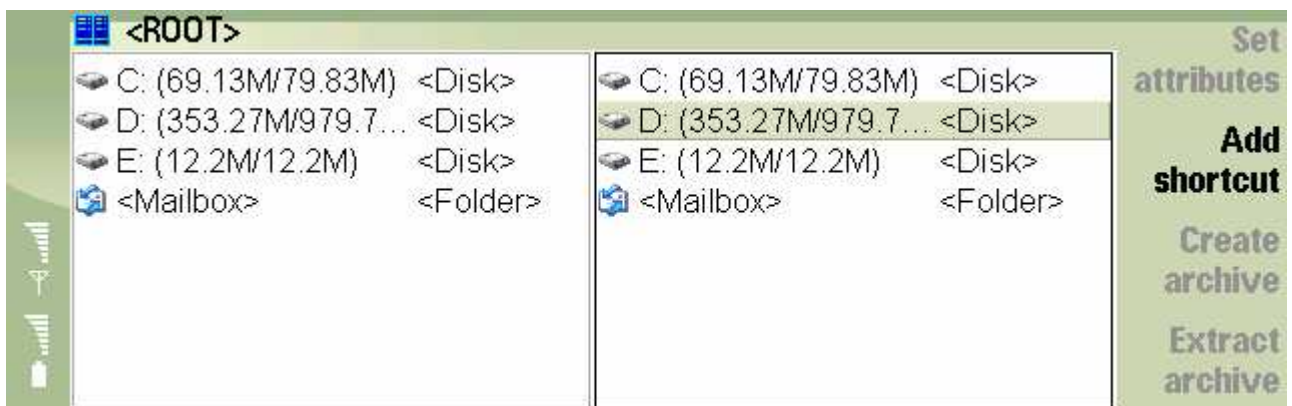 <ROOT>
C: (69.13M/79.83M) <Disk>
D: (353.27M/979.7... <Disk>
E: (12.2M/12.2M) <Disk>
<Mailbox> <Folder>
C: (69.13M/79.83M) <Disk>
D: (353.27M/979.7... <Disk>
E: (12.2M/12.2M) <Disk>
<Mailbox> <Folder>
Set
attributes
Add
shortcut
Create
archive
Extract
archive